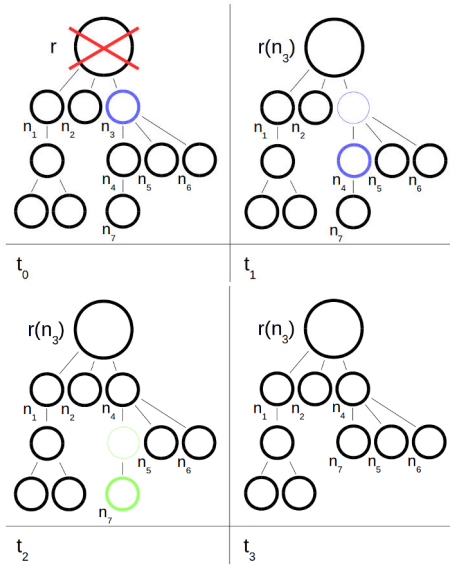 r
n1 n2 n3
n4 n5 n6
n7
t0
r(n3)
n1 n2
n4 n5 n6
n7
t1
r(n3)
n1 n2 n4
n5 n6
n7
t2
r(n3)
n1 n2 n4
n7 n5 n6
t3